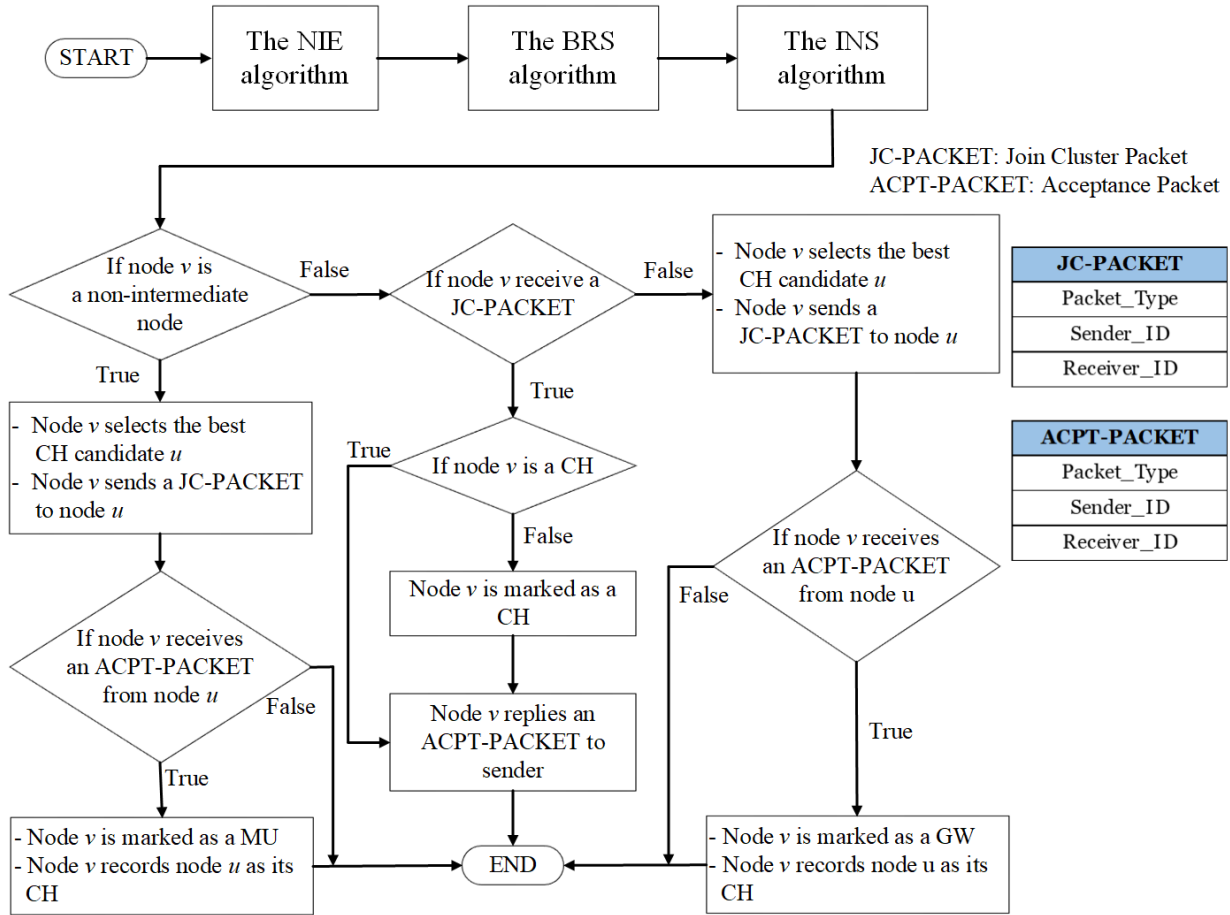 START
The NIE
algorithm
The BRS
algorithm
The INS
algorithm
JC-PACKET: Join Cluster Packet
ACPT-PACKET: Acceptance Packet
If node v is
a non-intermediate
node
False
If node v receive a
JC-PACKET
False
- Node v selects the best
CH candidate u
- Node v sends a
JC-PACKET to node u
JC-PACKET
Packet_Type
Sender_ID
Receiver_ID
True
True
- Node v selects the best
CH candidate u
- Node v sends a JC-PACKET
to node u
True
If node v is a CH
False
ACPT-PACKET
Packet_Type
Sender_ID
Receiver_ID
If node v receives
an ACPT-PACKET
from node u
False
Node v is marked as a
CH
If node v receives
an ACPT-PACKET
from node u
False
True
Node v replies an
ACPT-PACKET to
sender
True
- Node v is marked as a MU
- Node v records node u as its
CH
END
- Node v is marked as a GW
- Node v records node u as its
CH